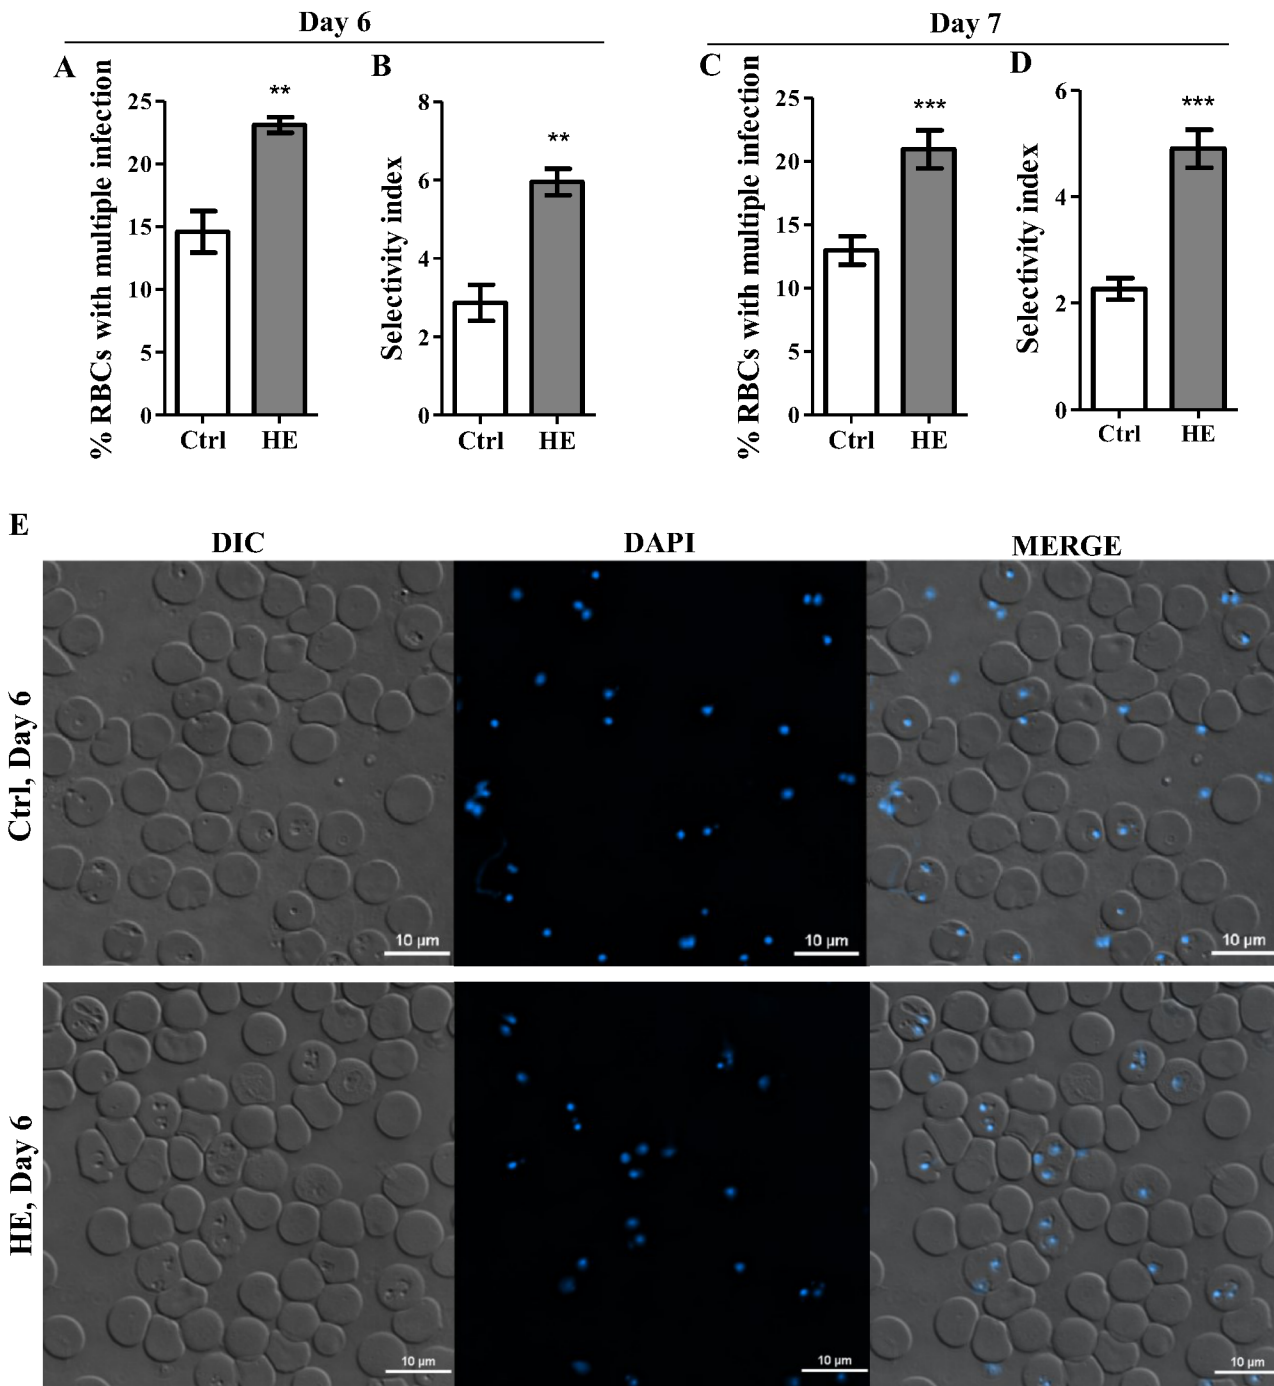 Day 6
Day 7
A
B
C
D
% RBCs with multiple infection
25
20
15
10
5
0
**
Ctrl
HE
Selectivity index
8
6
4
2
0
**
Ctrl
HE
% RBCs with multiple infection
25
20
15
10
5
0
***
Ctrl
HE
Selectivity index
6
4
2
0
***
Ctrl
HE
E
DIC
DAPI
MERGE
Ctrl, Day 6
10 µm
10 µm
10 µm
HE, Day 6
10 µm
10 µm
10 µm